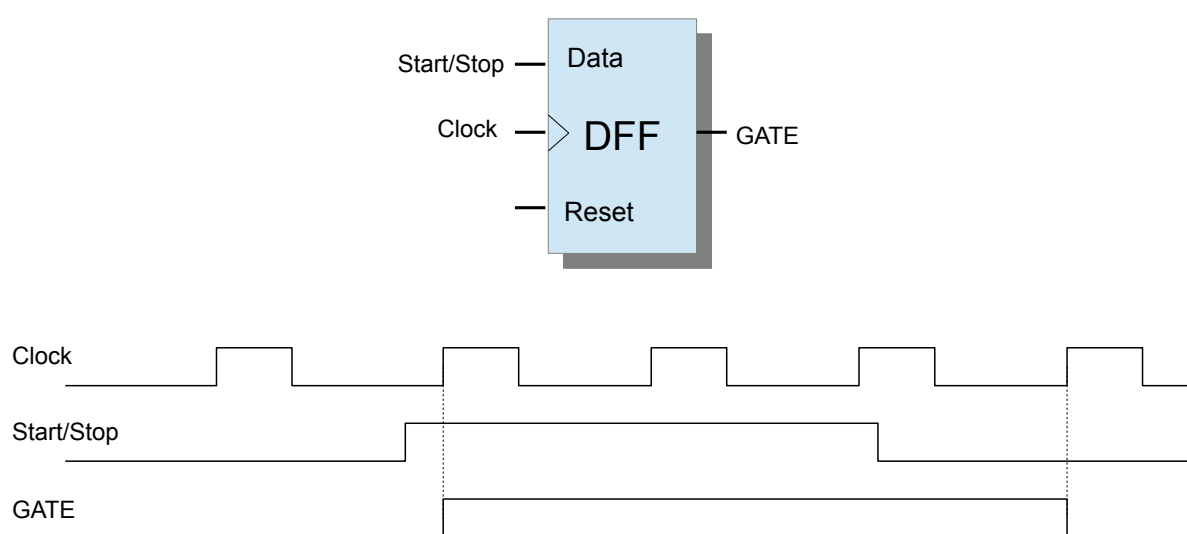 Start/Stop
Data
Clock
DFF
GATE
Reset
Clock
Start/Stop
GATE